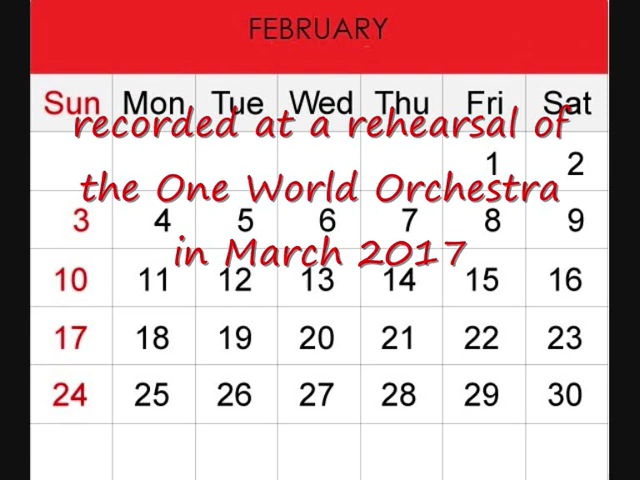 FEBRUARY
Sun Mon Tue Wed Thu Fri Sat
recorded at a rehearsal of
1 2
the One World Orchestra
3 4 5 6 7 8 9
in March 2017
10 11 12 13 14 15 16
17 18 19 20 21 22 23
24 25 26 27 28 29 30